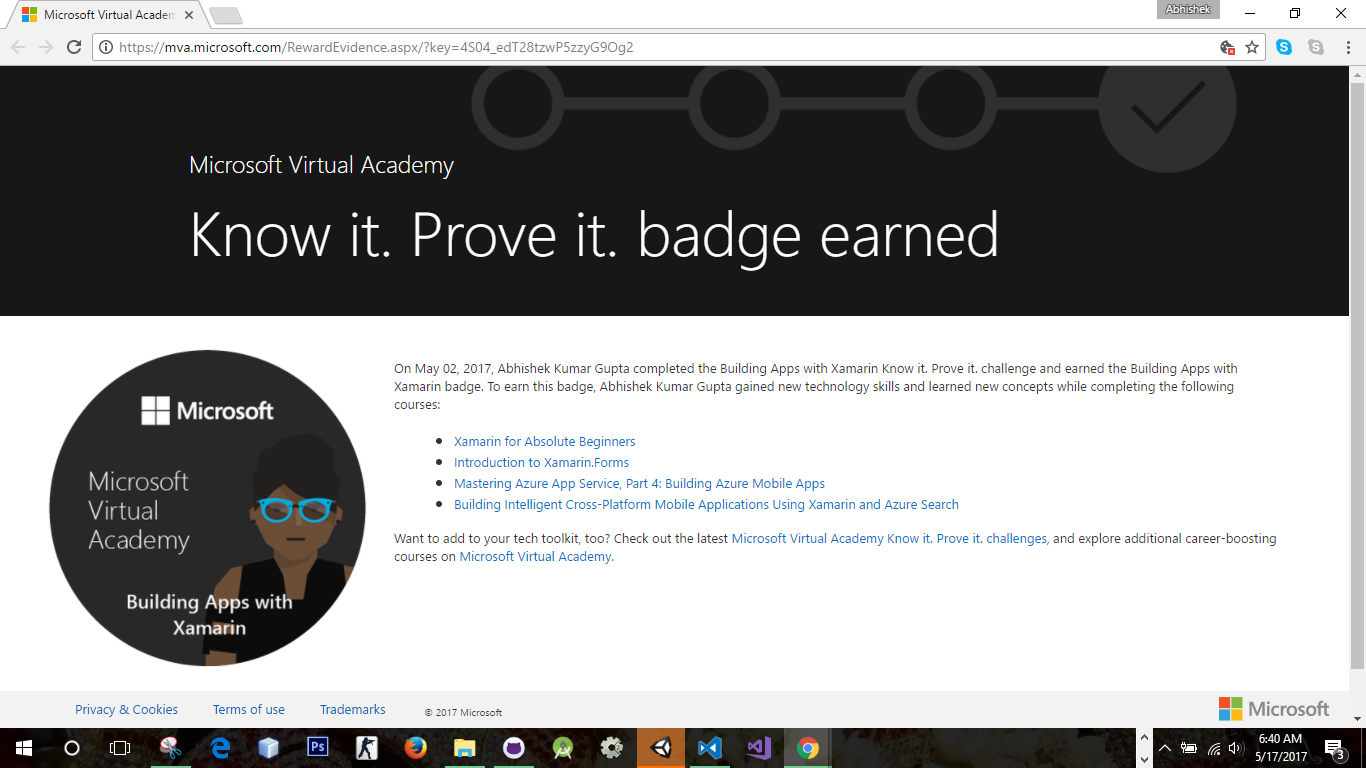 Microsoft Virtual Academ
Abhishek
https://mva.microsoft.com/RewardEvidence.aspx/?key=4S04_edT28tzwP5zzyG9Og2
Microsoft Virtual Academy
Know it. Prove it. badge earned
Microsoft
Microsoft
Virtual
Academy
Building Apps with
Xamarin
On May 02, 2017, Abhishek Kumar Gupta completed the Building Apps with Xamarin Know it. Prove it. challenge and earned the Building Apps with
Xamarin badge. To earn this badge, Abhishek Kumar Gupta gained new technology skills and learned new concepts while completing the following
courses:
Xamarin for Absolute Beginners
Introduction to Xamarin.Forms
Mastering Azure App Service, Part 4: Building Azure Mobile Apps
Building Intelligent Cross-Platform Mobile Applications Using Xamarin and Azure Search
Want to add to your tech toolkit, too? Check out the latest Microsoft Virtual Academy Know it. Prove it. challenges, and explore additional career-boosting
courses on Microsoft Virtual Academy.
Privacy & Cookies Terms of use Trademarks © 2017 Microsoft
Microsoft
Ps
6:40 AM
5/17/2017
3